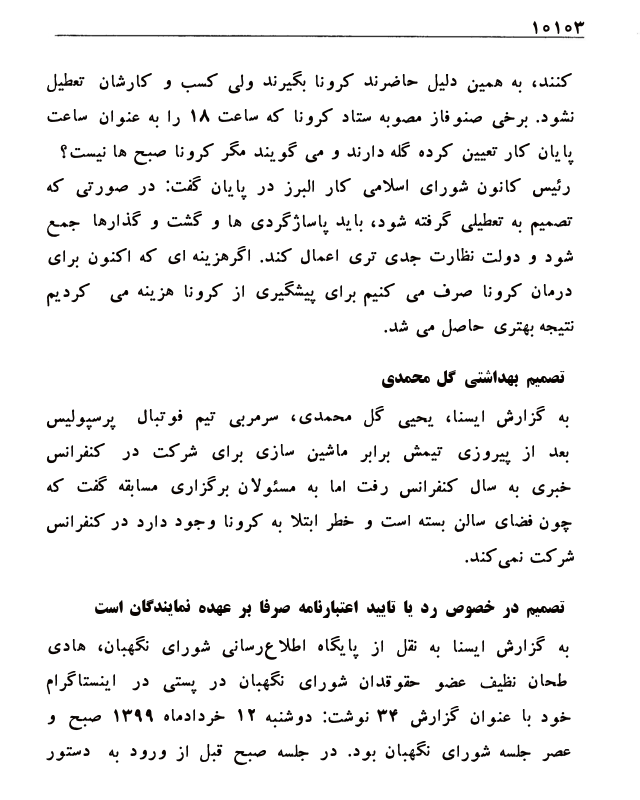 ۱۰۱۰۳
کنند، به همین دلیل حاضرند کرونا بگیرند ولی کسب و کارشان تعطیل
نشود. برخی صنوفاز مصوبه ستاد کرونا که ساعت ۱۸ را به عنوان ساعت
پایان کار تعیین کرده گله دارند و می گویند مگر کرونا صبح ها نیست؟
رئیس کانون شورای اسلامی کار البرز در پایان گفت: در صورتی که
تصمیم به تعطیلی گرفته شود، باید پاساژگردی ها و گشت و گذارها جمع
شود و دولت نظارت جدی تری اعمال کند. اگرهزینه ای که اکنون برای
درمان کرونا صرف می کنیم برای پیشگیری از کرونا هزینه می کردیم
نتیجه بهتری حاصل می شد.
تصمیم بهداشتی گل محمدی
به گزارش ایسنا، یحیی گل محمدی، سرمربی تیم فوتبال پرسپولیس
بعد از پیروزی تیمش برابر ماشین سازی برای شرکت در کنفرانس
خبری به سال کنفرانس رفت اما به مسئولان برگزاری مسابقه گفت که
چون فضای سالن بسته است و خطر ابتلا به کرونا وجود دارد در کنفرانس
شرکت نمی‌کند.
تصمیم در خصوص رد یا تایید اعتبارنامه صرفا بر عهده نمایندگان است
به گزارش ایسنا به نقل از پایگاه اطلاع‌رسانی شورای نگهبان، هادی
طحان نظیف عضو حقوقدان شورای نگهبان در پستی در اینستاگرام
خود با عنوان گزارش ۳۴ نوشت: دوشنبه ۱۲ خردادماه ۱۳۹۹ صبح و
عصر جلسه شورای نگهبان بود. در جلسه صبح قبل از ورود به دستور